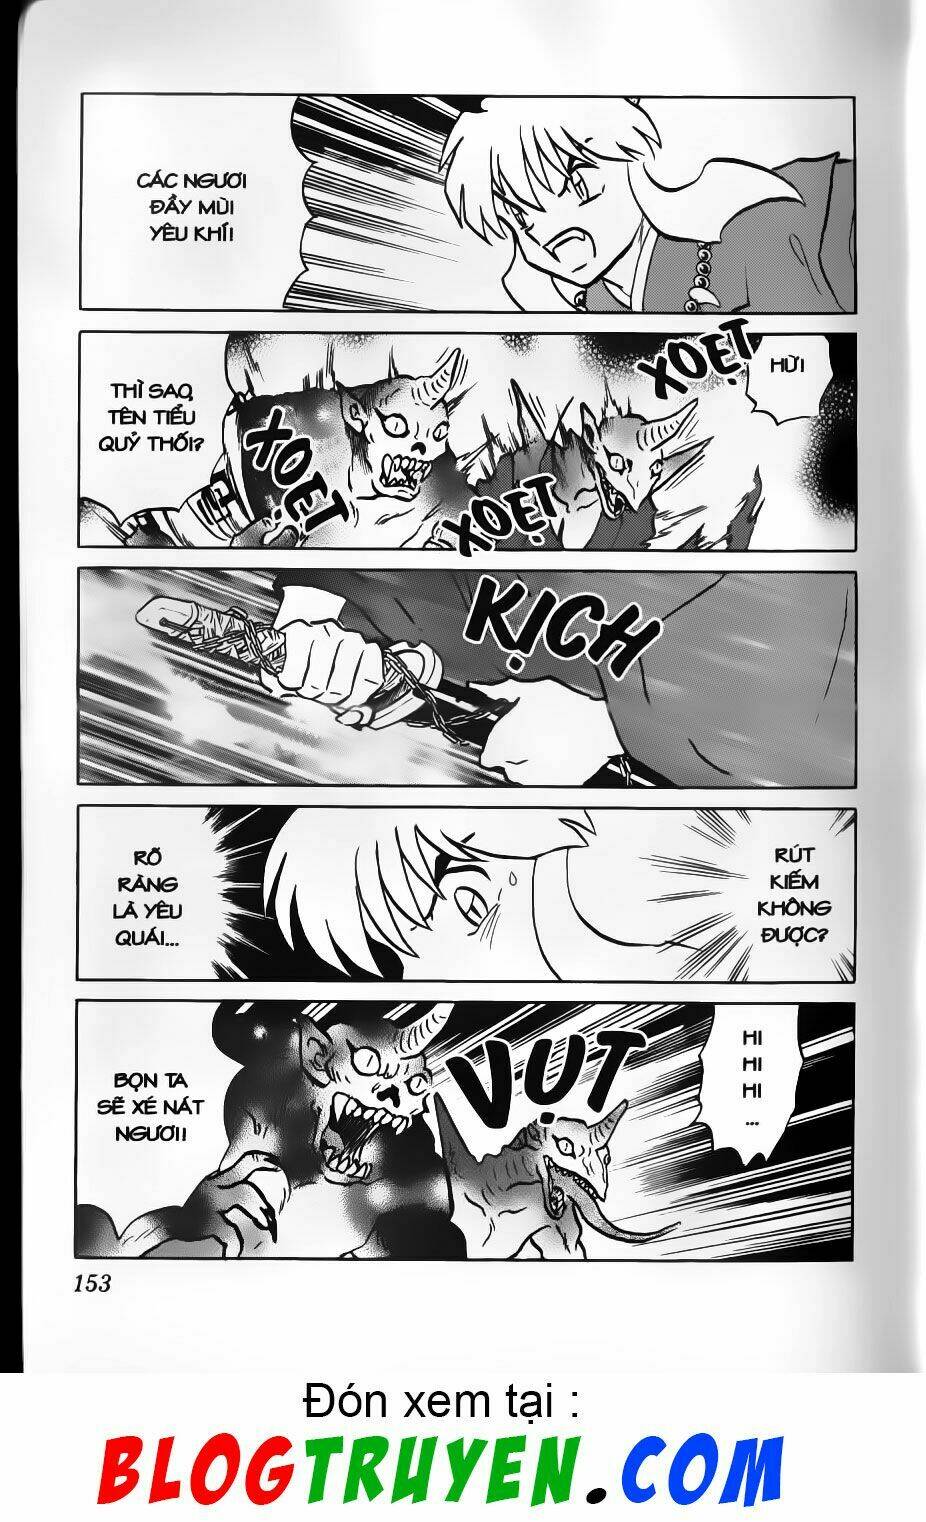 CÁC NGƯƠI
ĐẦY MÙI
YÊU KHÍ!
HỪ!
XOẸT
THÌ SAO,
TÊN TIỂU
QUỶ THỐI?
XOẸT
XOẸT
KỊCH
RÚT
KIẾM
KHÔNG
ĐƯỢC?
RÕ
RÀNG
LÀ YÊU
QUÁI...
HI
HI
HI
...
VỤT
BỌN TA
SẼ XÉ NÁT
NGƯƠI!
153
Đón xem tại :
BLOGTRUYEN.COM